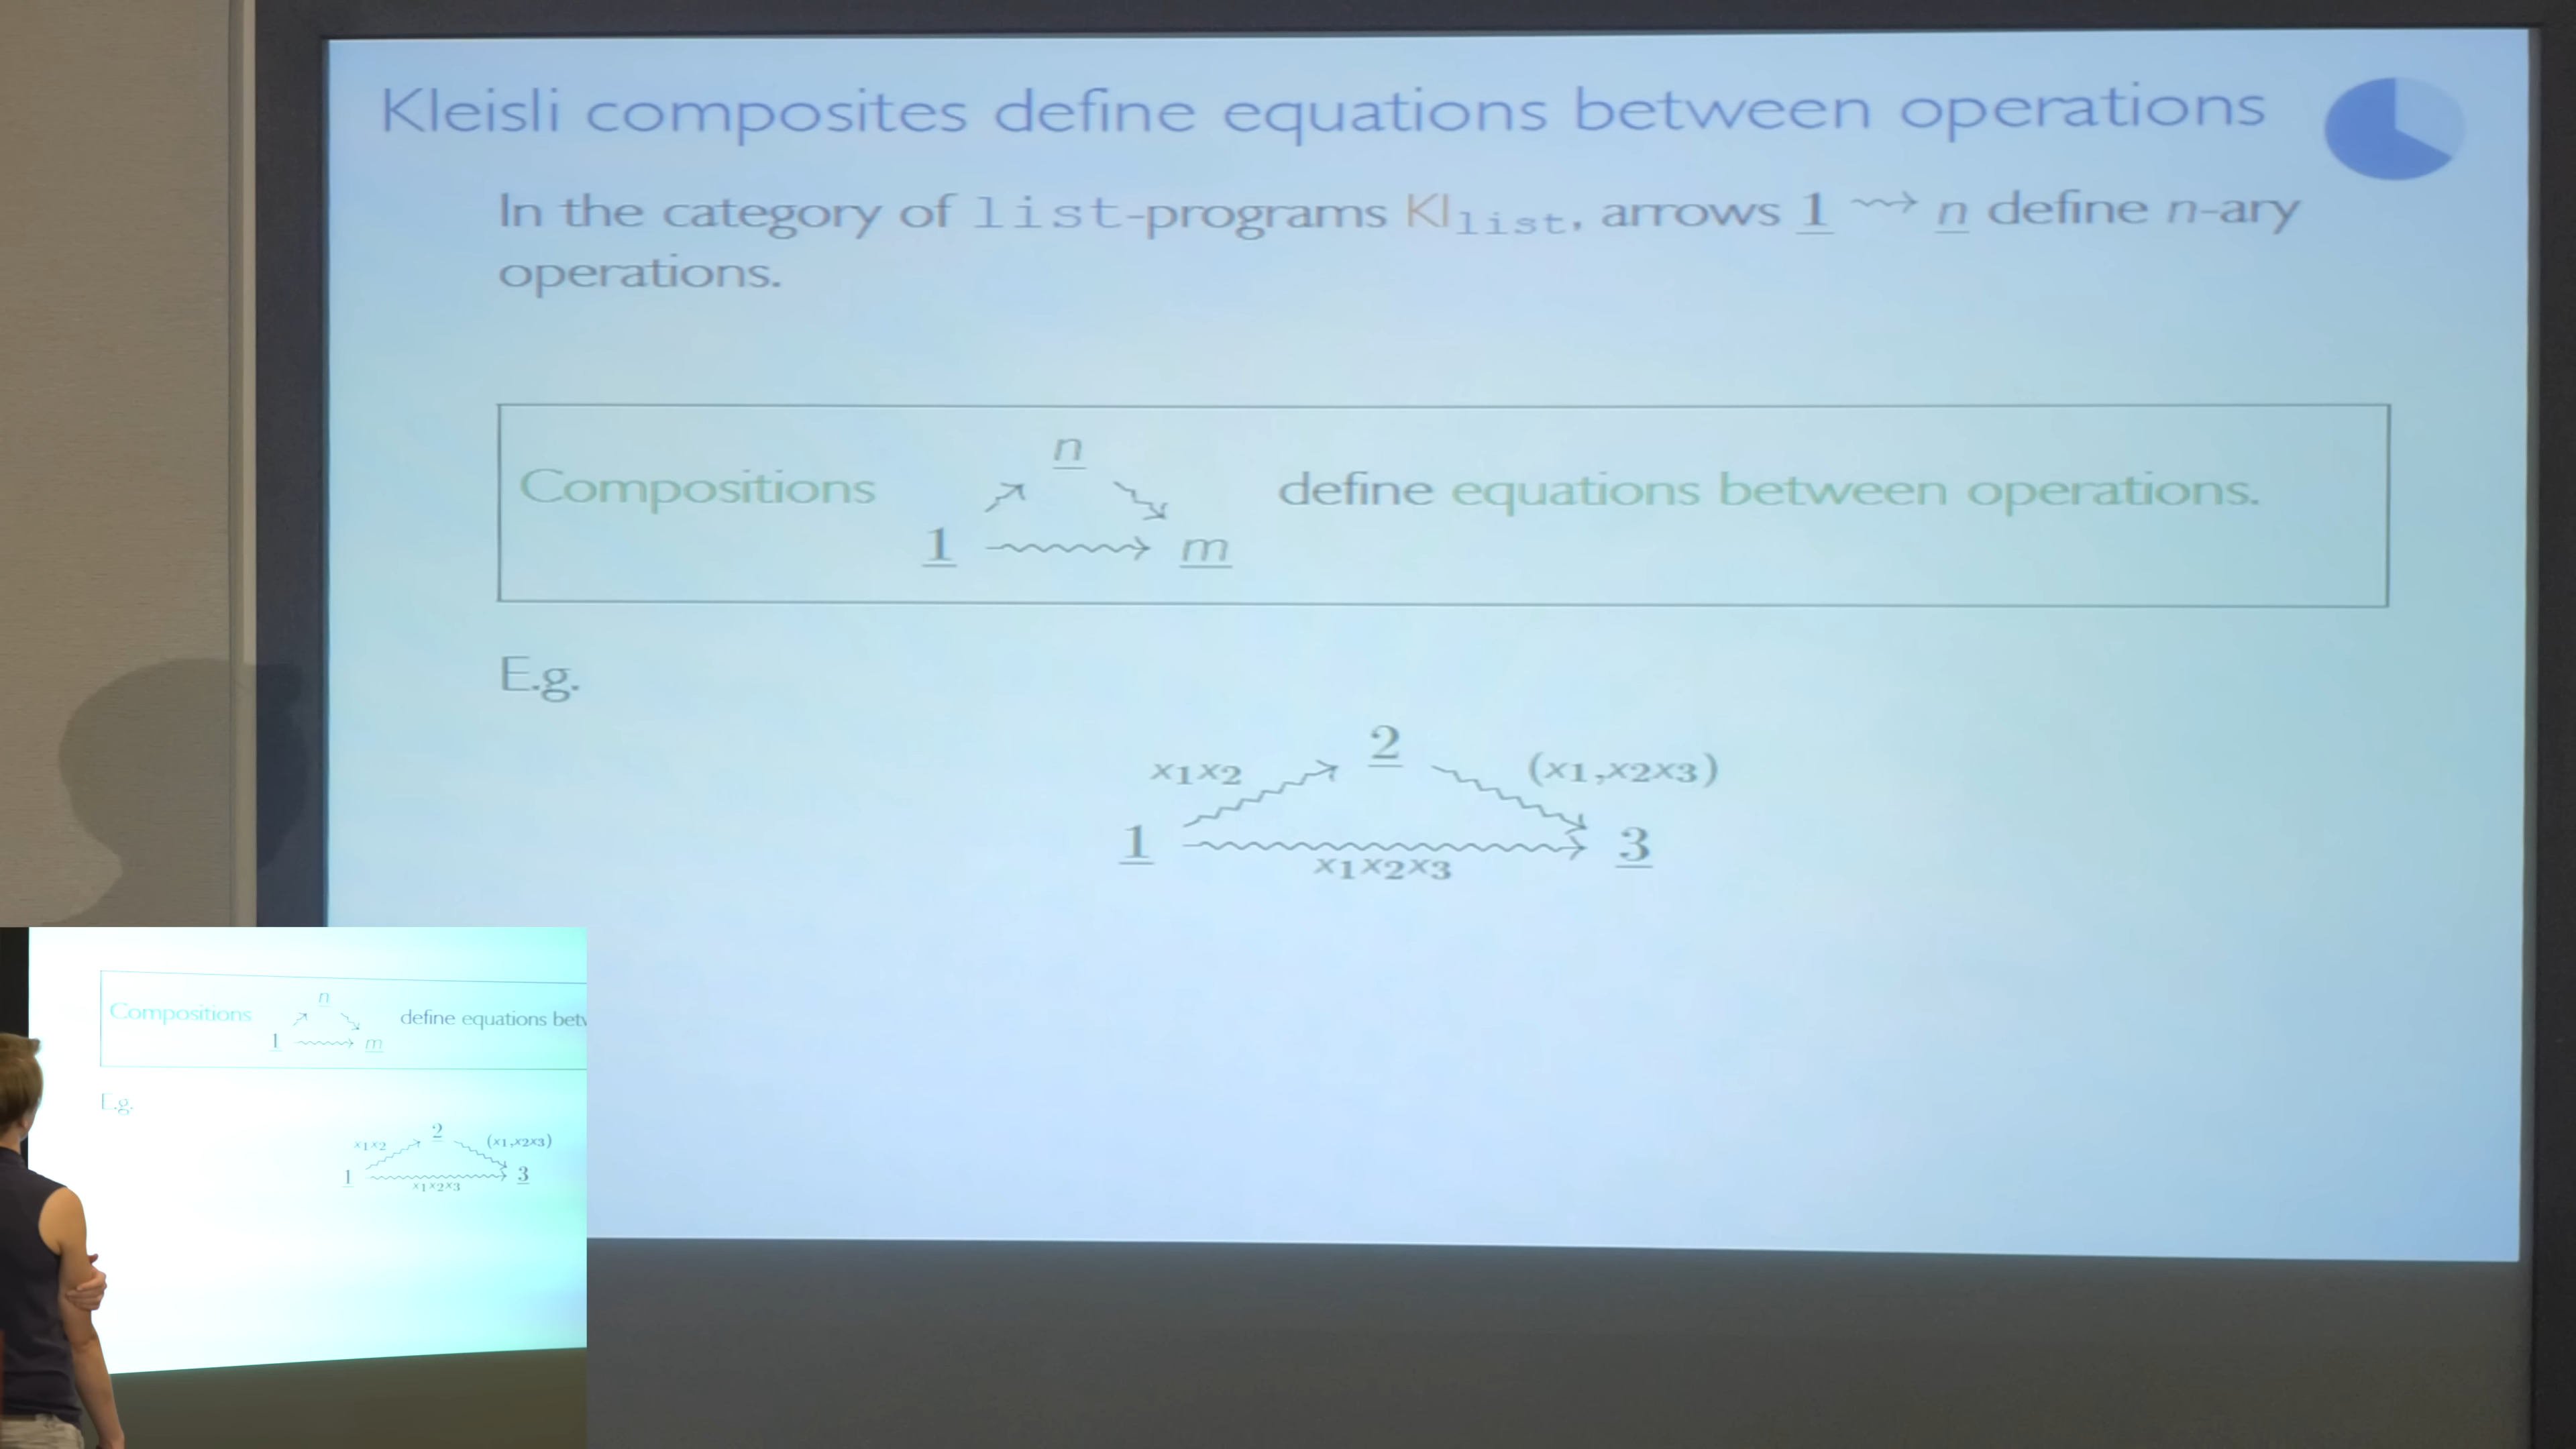 Kleisli composites define equations between operations
In the category of list-programs Kl_list, arrows 1 ⇝ n define n-ary
operations.
n
Compositions define equations between operations.
1 ⇝ m
E.g.
2
x1x2 (x1,x2x3)
1 3
x1x2x3
n
Compositions define equations betw
1 ⇝ m
E.g.
2
x1x2 (x1,x2x3)
1 3
x1x2x3